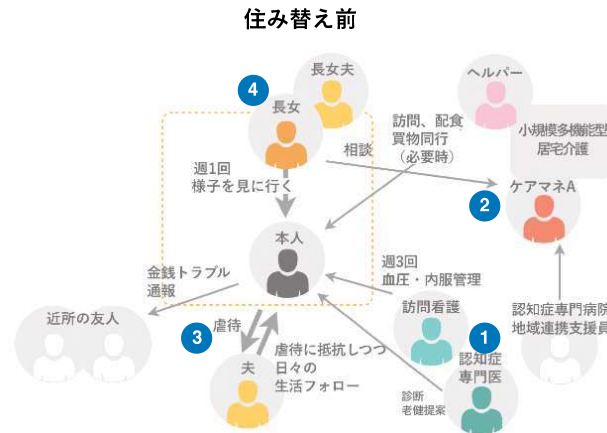 住み替え前
長女夫
ヘルパー
4
長女
訪問、配食
買物同行
（必要時）
小規模多機能型
居宅介護
相談
週1回
様子を見に行く
ケアマネA
2
本人
金銭トラブル
通報
週3回
血圧・内服管理
近所の友人
訪問看護
認知症専門病院
地域連携支援員
3
虐待
1
虐待に抵抗しつつ
日々の
生活フォロー
認知症
専門医
夫
診断
老健提案